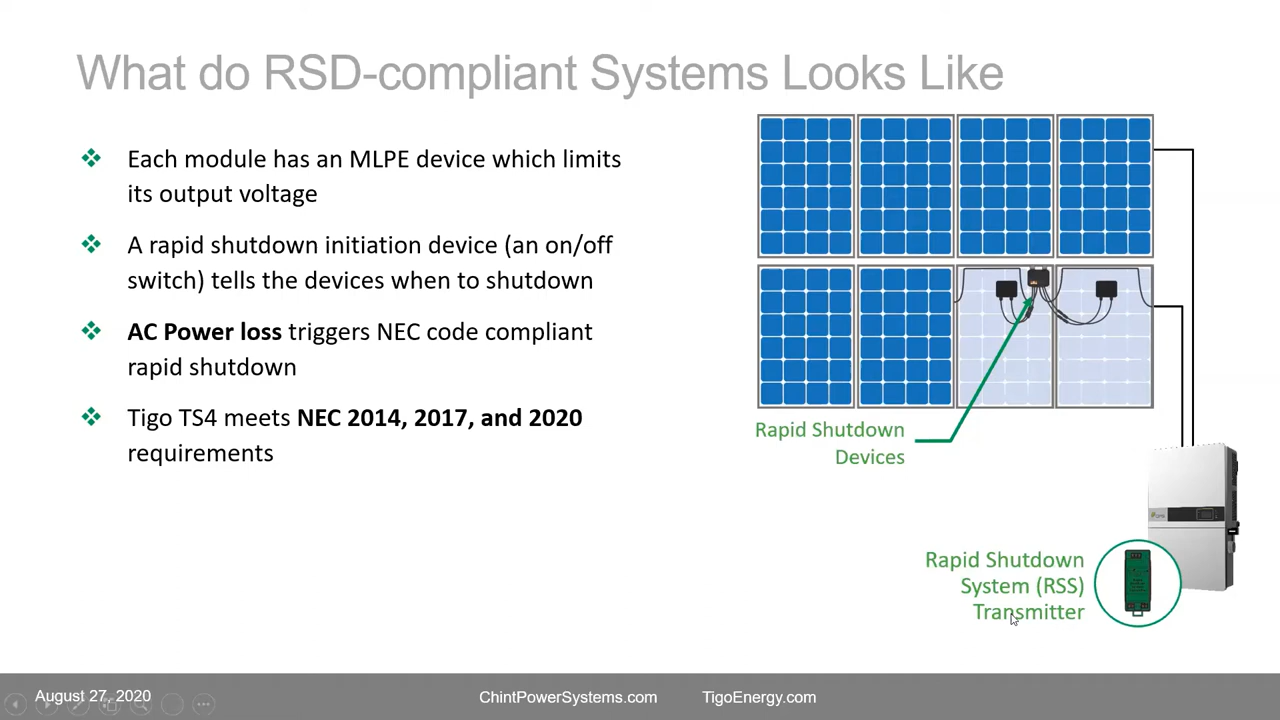 What do RSD-compliant Systems Looks Like
Each module has an MLPE device which limits
its output voltage
A rapid shutdown initiation device (an on/off
switch) tells the devices when to shutdown
AC Power loss triggers NEC code compliant
rapid shutdown
Tigo TS4 meets NEC 2014, 2017, and 2020
requirements
Rapid Shutdown
Devices
Rapid Shutdown
System (RSS)
Transmitter
August 27, 2020
ChintPowerSystems.com
TigoEnergy.com